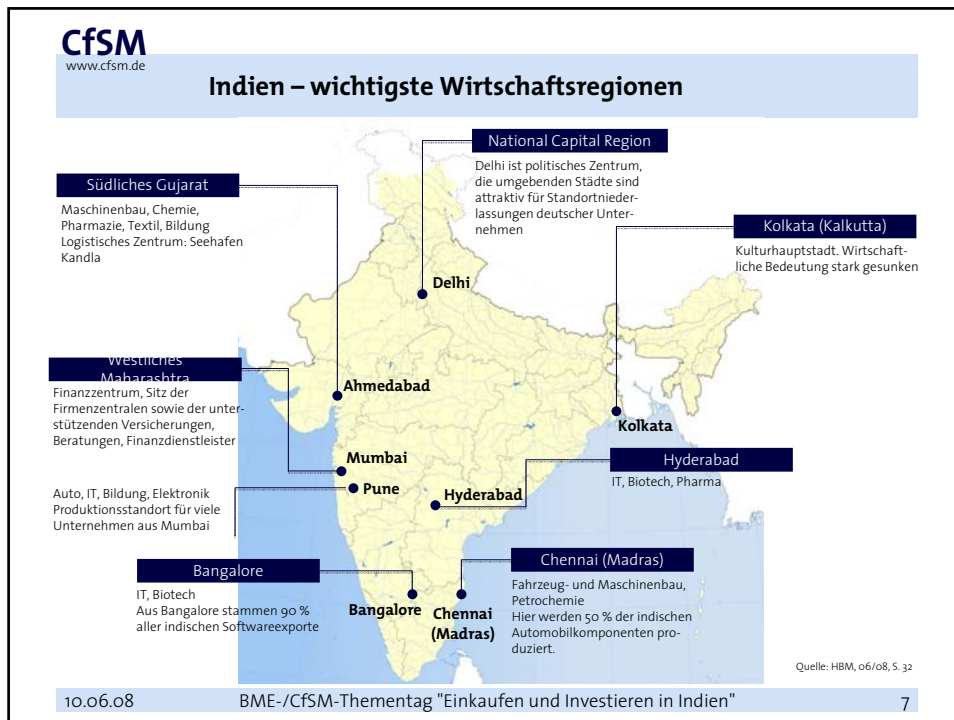 CfSM
www.cfsm.de
Indien – wichtigste Wirtschaftsregionen
National Capital Region
Delhi ist politisches Zentrum,
die umgebenden Städte sind
attraktiv für Standortnieder-
lassungen deutscher Unter-
nehmen
Südliches Gujarat
Maschinenbau, Chemie,
Pharmazie, Textil, Bildung
Logistisches Zentrum: Seehafen
Kandla
Kolkata (Kalkutta)
Kulturhauptstadt. Wirtschaft-
liche Bedeutung stark gesunken
Delhi
Westliches
Maharashtra
Finanzzentrum, Sitz der
Firmenzentralen sowie der unter-
stützenden Versicherungen,
Beratungen, Finanzdienstleister
Ahmedabad
Kolkata
Mumbai
Pune
Hyderabad
Hyderabad
IT, Biotech, Pharma
Auto, IT, Bildung, Elektronik
Produktionsstandort für viele
Unternehmen aus Mumbai
Bangalore
IT, Biotech
Aus Bangalore stammen 90 %
aller indischen Softwareexporte
Bangalore
Chennai
(Madras)
Chennai (Madras)
Fahrzeug- und Maschinenbau,
Petrochemie
Hier werden 50 % der indischen
Automobilkomponenten pro-
duziert.
Quelle: HBM, 06/08, S. 32
10.06.08
BME-/CfSM-Thementag "Einkaufen und Investieren in Indien"
7